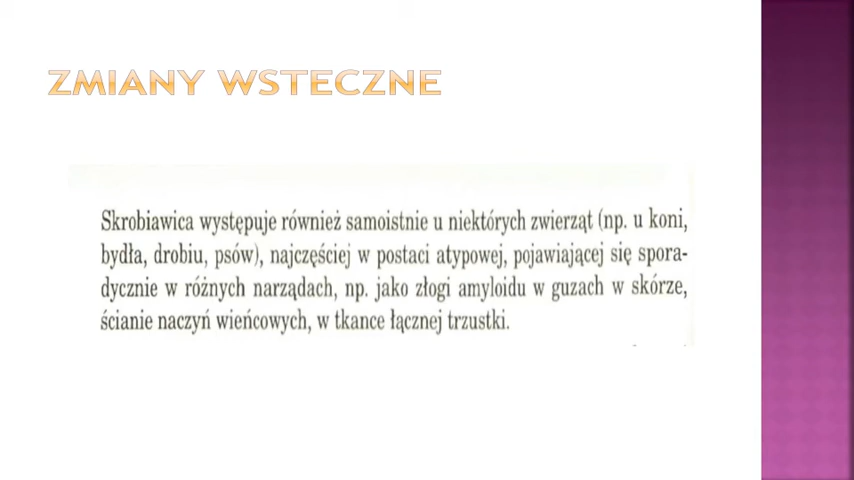 ZMIANY WSTECZNE
Skrobiawica występuje również samoistnie u niektórych zwierząt (np. u koni,
bydła, drobiu, psów), najczęściej w postaci atypowej, pojawiającej się spora-
dycznie w różnych narządach, np. jako złogi amyloidu w guzach w skórze,
ścianie naczyń wieńcowych, w tkance łącznej trzustki.